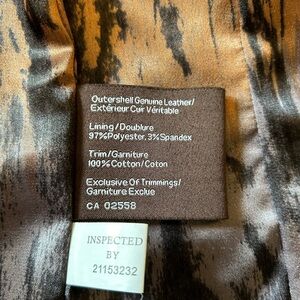 Outershell Genuine Leather/
Extérieur Cuir Véritable
Lining/Doublure
97%Polyester, 3%Spandex
Trim/Garniture
100%Cotton/Coton
Exclusive Of Trimmings/
Garniture Exclue
CA 02558
INSPECTED
BY
21153232